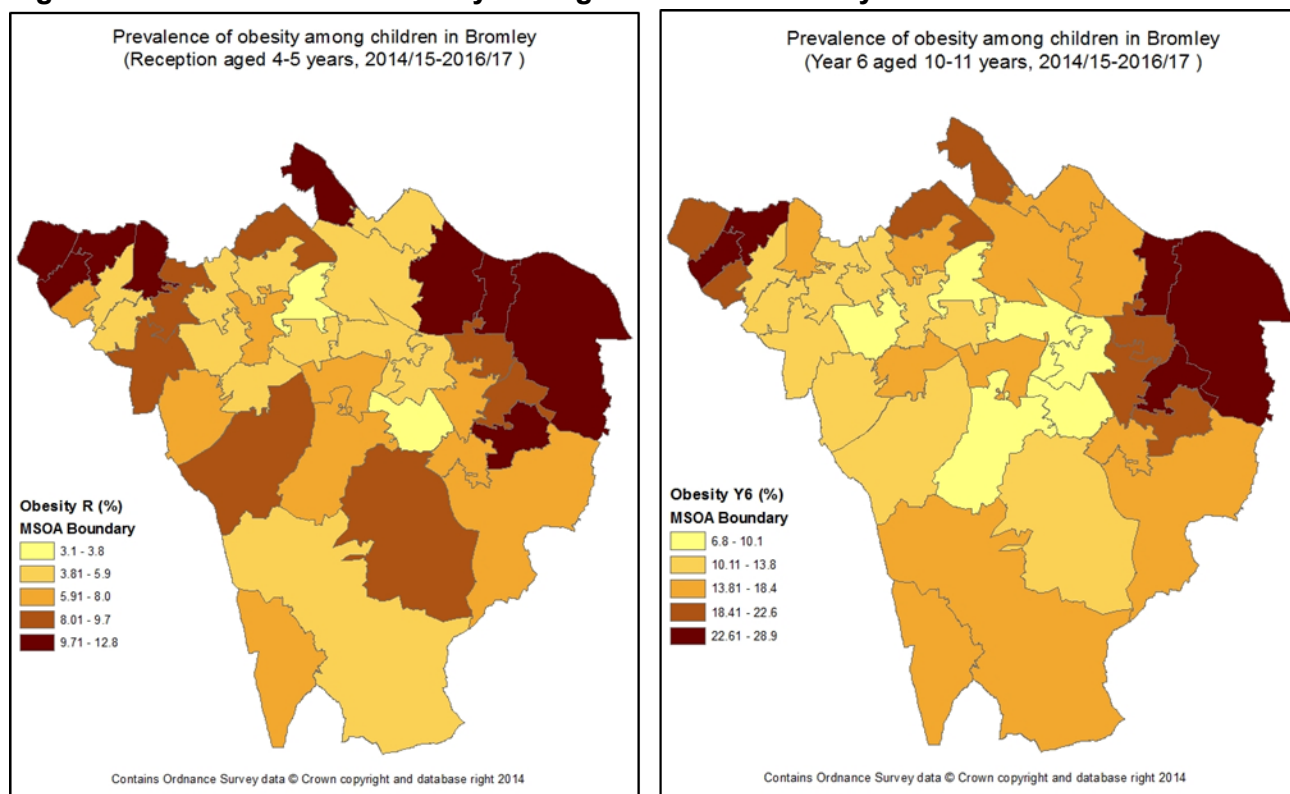 Prevalence of obesity among children in Bromley
(Reception aged 4-5 years, 2014/15-2016/17 )
Obesity R (%)
MSOA Boundary
3.1 - 3.8
3.81 - 5.9
5.91 - 8.0
8.01 - 9.7
9.71 - 12.8
Contains Ordnance Survey data © Crown copyright and database right 2014
Prevalence of obesity among children in Bromley
(Year 6 aged 10-11 years, 2014/15-2016/17 )
Obesity Y6 (%)
MSOA Boundary
6.8 - 10.1
10.11 - 13.8
13.81 - 18.4
18.41 - 22.6
22.61 - 28.9
Contains Ordnance Survey data © Crown copyright and database right 2014